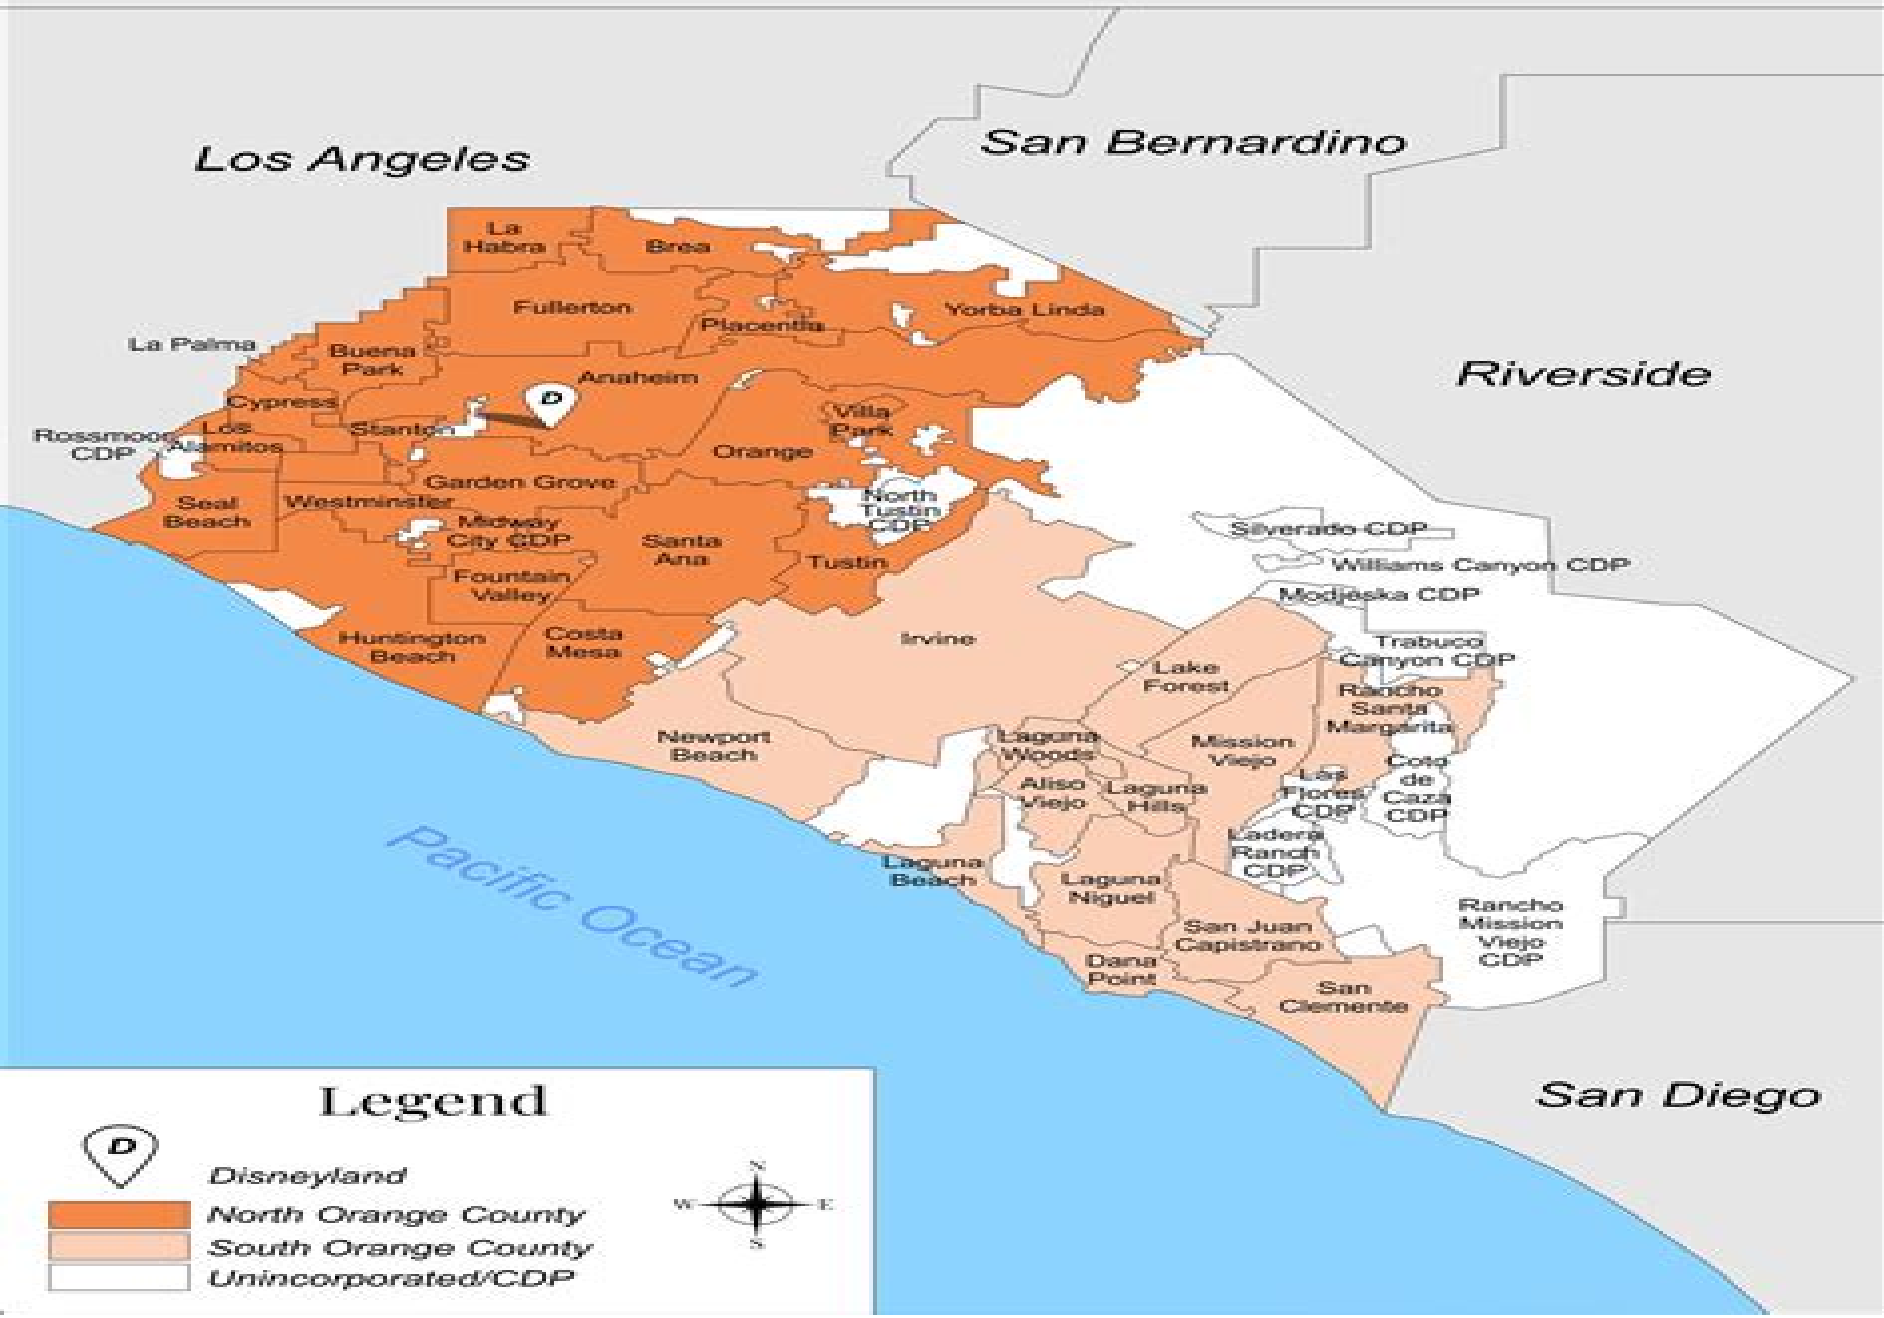 San Bernardino
Los Angeles
La
Habra
Brea
Fullerton
Yorba Linda
Placentia
La Palma
Buena
Park
Riverside
Anaheim
D
Cypress
Villa
Park
Stanton
Los
Alamitos
Rossmoor
CDP
Orange
Garden Grove
North
Tustin
CDP
Seal
Beach
Westminster
Midway
City CDP
Silverado CDP
Santa
Ana
Tustin
Williams Canyon CDP
Fountain
Valley
Modjeska CDP
Huntington
Beach
Costa
Mesa
Irvine
Trabuco
Canyon CDP
Lake
Forest
Rancho
Santa
Margarita
Newport
Beach
Laguna
Woods
Mission
Viejo
Coto
de
Caza
CDP
Las
Flores
CDP
Aliso
Viejo
Laguna
Hills
Ladera
Ranch
CDP
Laguna
Beach
Pacific Ocean
Laguna
Niguel
Rancho
Mission
Viejo
CDP
San Juan
Capistrano
Dana
Point
San
Clemente
San Diego
Legend
D
Disneyland
North Orange County
South Orange County
Unincorporated/CDP
N
W
E
S